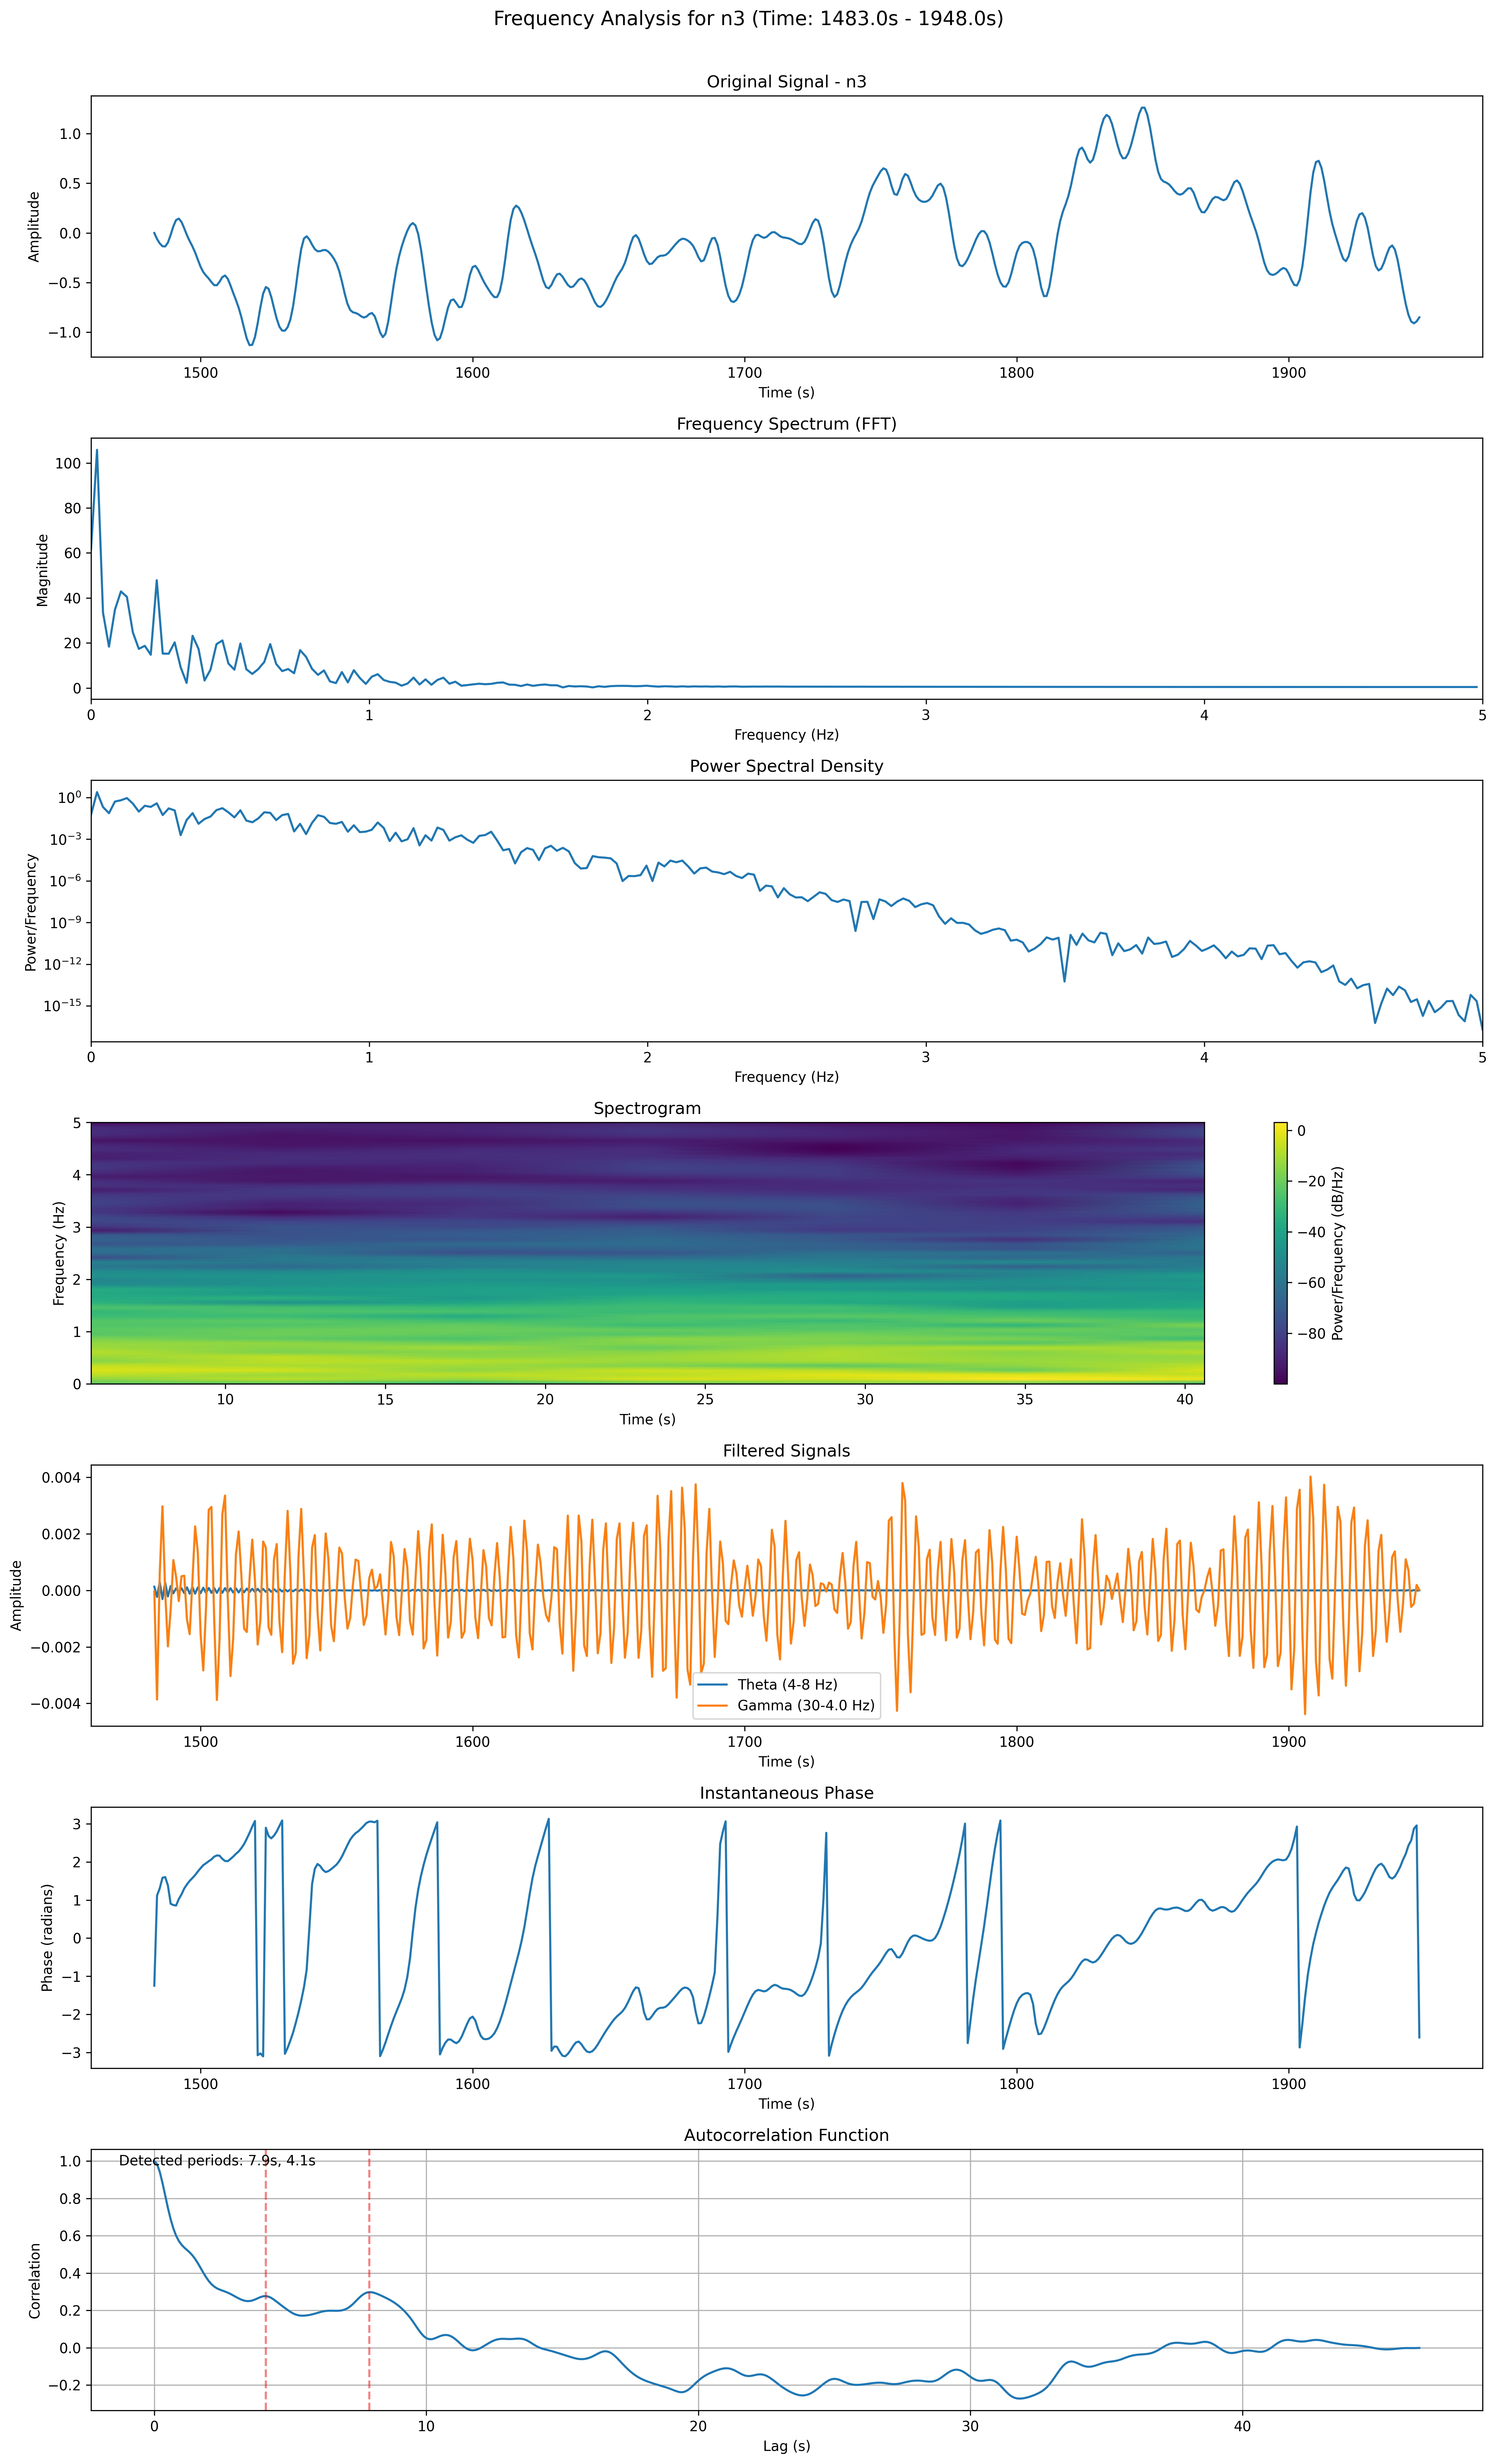 Frequency Analysis for n3 (Time: 1483.0s - 1948.0s)
Original Signal - n3
Amplitude
1.0
0.5
0.0
−0.5
−1.0
1500 1600 1700 1800 1900
Time (s)
Frequency Spectrum (FFT)
Magnitude
100
80
60
40
20
0
0 1 2 3 4 5
Frequency (Hz)
Power Spectral Density
Power/Frequency
10⁰
10⁻³
10⁻⁶
10⁻⁹
10⁻¹²
10⁻¹⁵
0 1 2 3 4 5
Frequency (Hz)
Spectrogram
Frequency (Hz)
5
4
3
2
1
0
10 15 20 25 30 35 40
Time (s)
0
−20
−40
−60
−80
Power/Frequency (dB/Hz)
Filtered Signals
Amplitude
0.004
0.002
0.000
−0.002
−0.004
Theta (4-8 Hz)
Gamma (30-4.0 Hz)
1500 1600 1700 1800 1900
Time (s)
Instantaneous Phase
Phase (radians)
3
2
1
0
−1
−2
−3
1500 1600 1700 1800 1900
Time (s)
Autocorrelation Function
Detected periods: 7.9s, 4.1s
Correlation
1.0
0.8
0.6
0.4
0.2
0.0
−0.2
0 10 20 30 40
Lag (s)